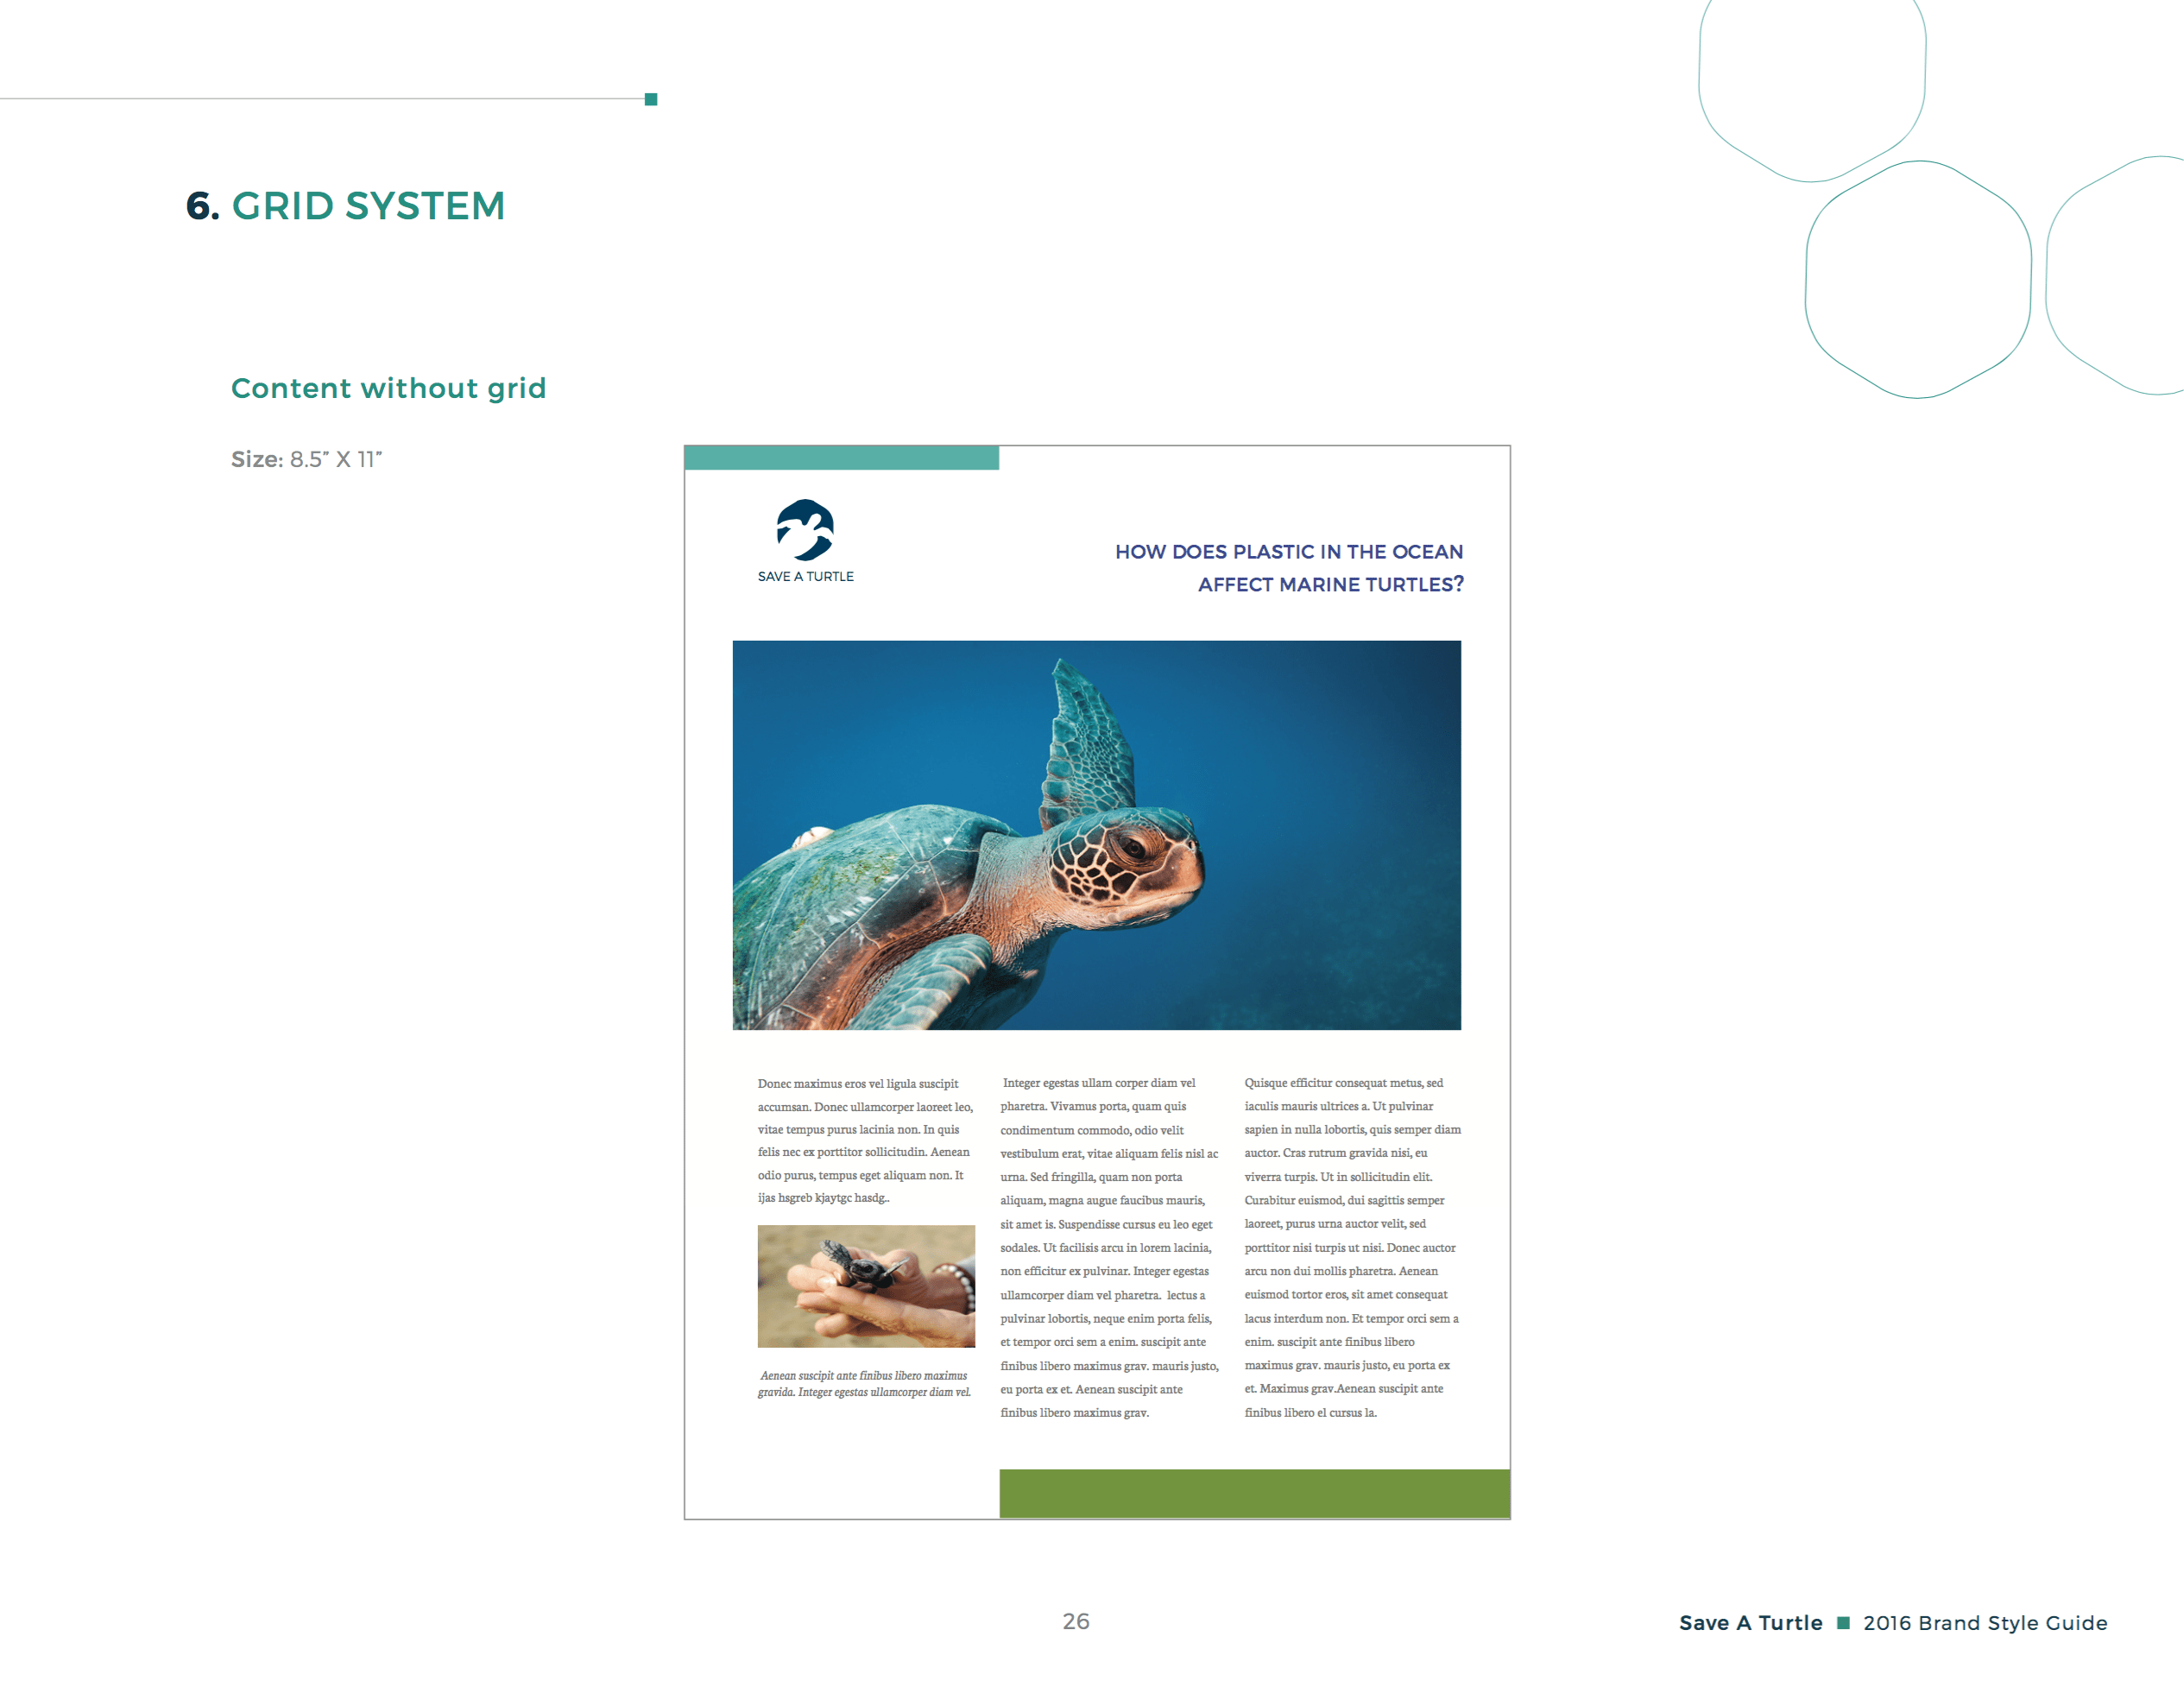 6. GRID SYSTEM
Content without grid
Size: 8.5” X 11”
SAVE A TURTLE
HOW DOES PLASTIC IN THE OCEAN
AFFECT MARINE TURTLES?
Donec maximus eros vel ligula suscipit
accumsan. Donec ullamcorper laoreet leo,
vitae tempus purus lacinia non. In quis
felis nec ex porttitor sollicitudin. Aenean
odio purus, tempus eget aliquam non. It
ijas hsgreb kjaytgc hasdg..
Aenean suscipit ante finibus libero maximus
gravida. Integer egestas ullamcorper diam vel.
Integer egestas ullam corper diam vel
pharetra. Vivamus porta, quam quis
condimentum commodo, odio velit
vestibulum erat, vitae aliquam felis nisl ac
urna. Sed fringilla, quam non porta
aliquam, magna augue faucibus mauris,
sit amet is. Suspendisse cursus eu leo eget
sodales. Ut facilisis arcu in lorem lacinia,
non efficitur ex pulvinar. Integer egestas
ullamcorper diam vel pharetra.  lectus a
pulvinar lobortis, neque enim porta felis,
et tempor orci sem a enim. suscipit ante
finibus libero maximus grav. mauris justo,
eu porta ex et. Aenean suscipit ante
finibus libero maximus grav.
Quisque efficitur consequat metus, sed
iaculis mauris ultrices a. Ut pulvinar
sapien in nulla lobortis, quis semper diam
auctor. Cras rutrum gravida nisi, eu
viverra turpis. Ut in sollicitudin elit.
Curabitur euismod, dui sagittis semper
laoreet, purus urna auctor velit, sed
porttitor nisi turpis ut nisi. Donec auctor
arcu non dui mollis pharetra. Aenean
euismod tortor eros, sit amet consequat
lacus interdum non. Et tempor orci sem a
enim. suscipit ante finibus libero
maximus grav. mauris justo, eu porta ex
et. Maximus grav.Aenean suscipit ante
finibus libero el cursus la.
26
Save A Turtle ■ 2016 Brand Style Guide